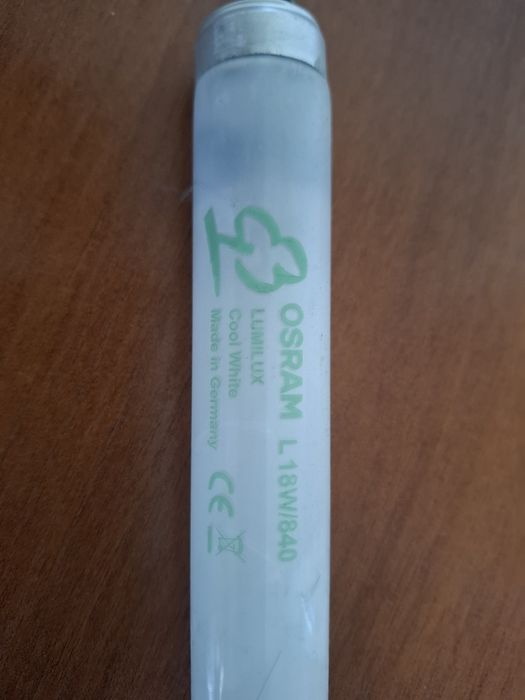 OSRAM L 18W/840
LUMILUX
Cool White
Made in Germany
CE